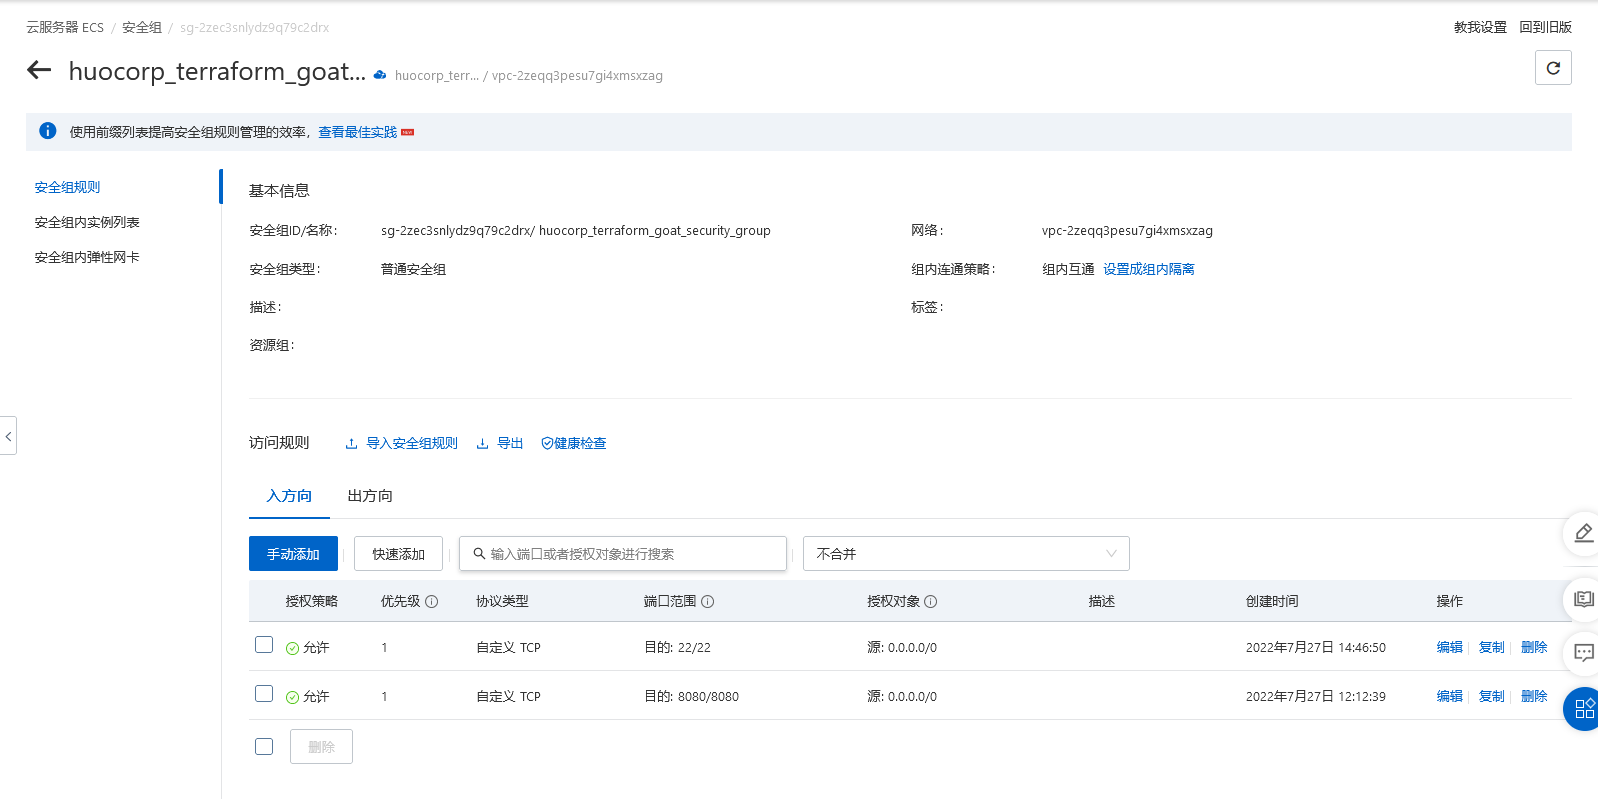 云服务器 ECS / 安全组 / sg-2zec3snlydz9q79c2drx
教我设置 回到旧版
huocorp_terraform_goat... huocorp_terr... / vpc-2zeqq3pesu7gi4xmsxzag
使用前缀列表提高安全组规则管理的效率，查看最佳实践 NEW
安全组规则
安全组内实例列表
安全组内弹性网卡
基本信息
安全组ID/名称： sg-2zec3snlydz9q79c2drx/ huocorp_terraform_goat_security_group
网络： vpc-2zeqq3pesu7gi4xmsxzag
安全组类型： 普通安全组
组内连通策略： 组内互通 设置成组内隔离
描述：
标签：
资源组：
访问规则 导入安全组规则 导出 健康检查
入方向 出方向
手动添加 快速添加 输入端口或者授权对象进行搜索 不合并
授权策略 优先级 协议类型 端口范围 授权对象 描述 创建时间 操作
允许 1 自定义 TCP 目的: 22/22 源: 0.0.0.0/0 2022年7月27日 14:46:50 编辑 复制 删除
允许 1 自定义 TCP 目的: 8080/8080 源: 0.0.0.0/0 2022年7月27日 12:12:39 编辑 复制 删除
删除